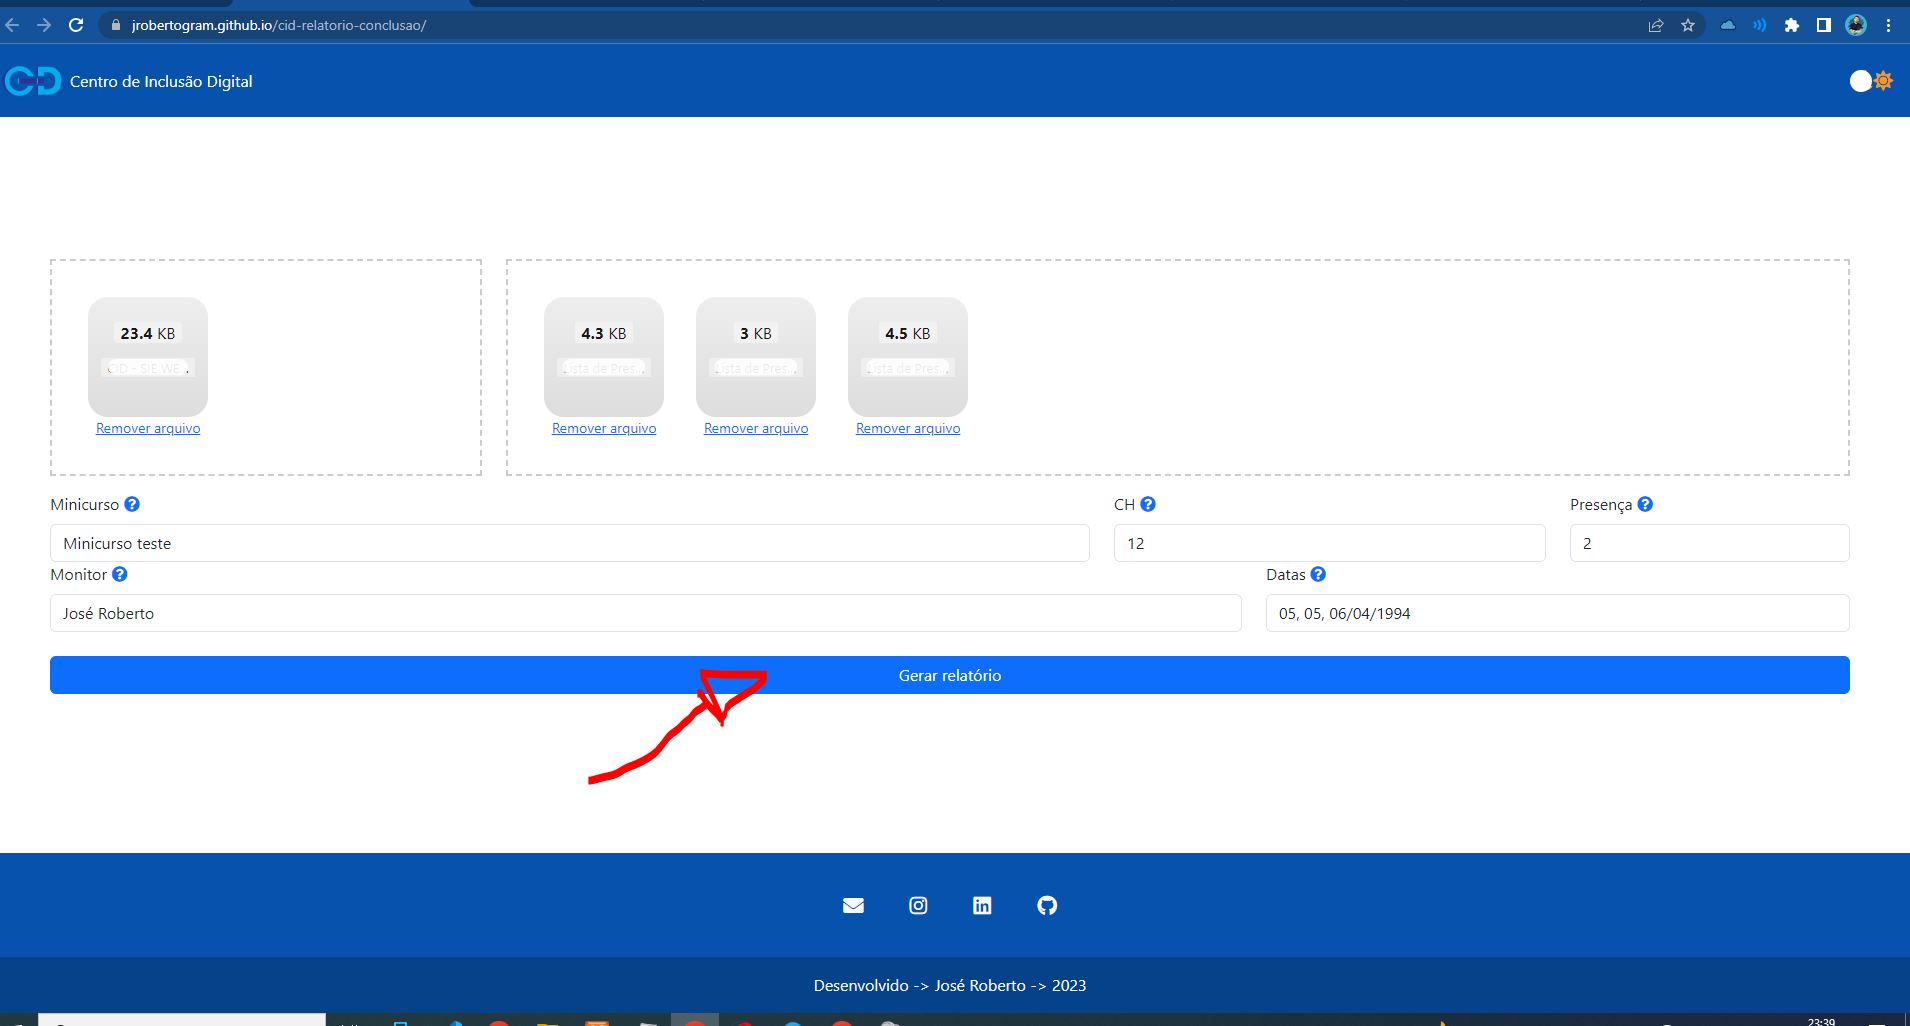 jrobertogram.github.io/cid-relatorio-conclusao/
CD Centro de Inclusão Digital
23.4 KB
4.3 KB
3 KB
4.5 KB
CID - SIE.WE...
Lista de Pres...
Lista de Pres...
Lista de Pres...
Remover arquivo
Remover arquivo
Remover arquivo
Remover arquivo
Minicurso ?
CH ?
Presença ?
Minicurso teste
12
2
Monitor ?
Datas ?
José Roberto
05, 05, 06/04/1994
Gerar relatório
in
Desenvolvido -> José Roberto -> 2023
23:39